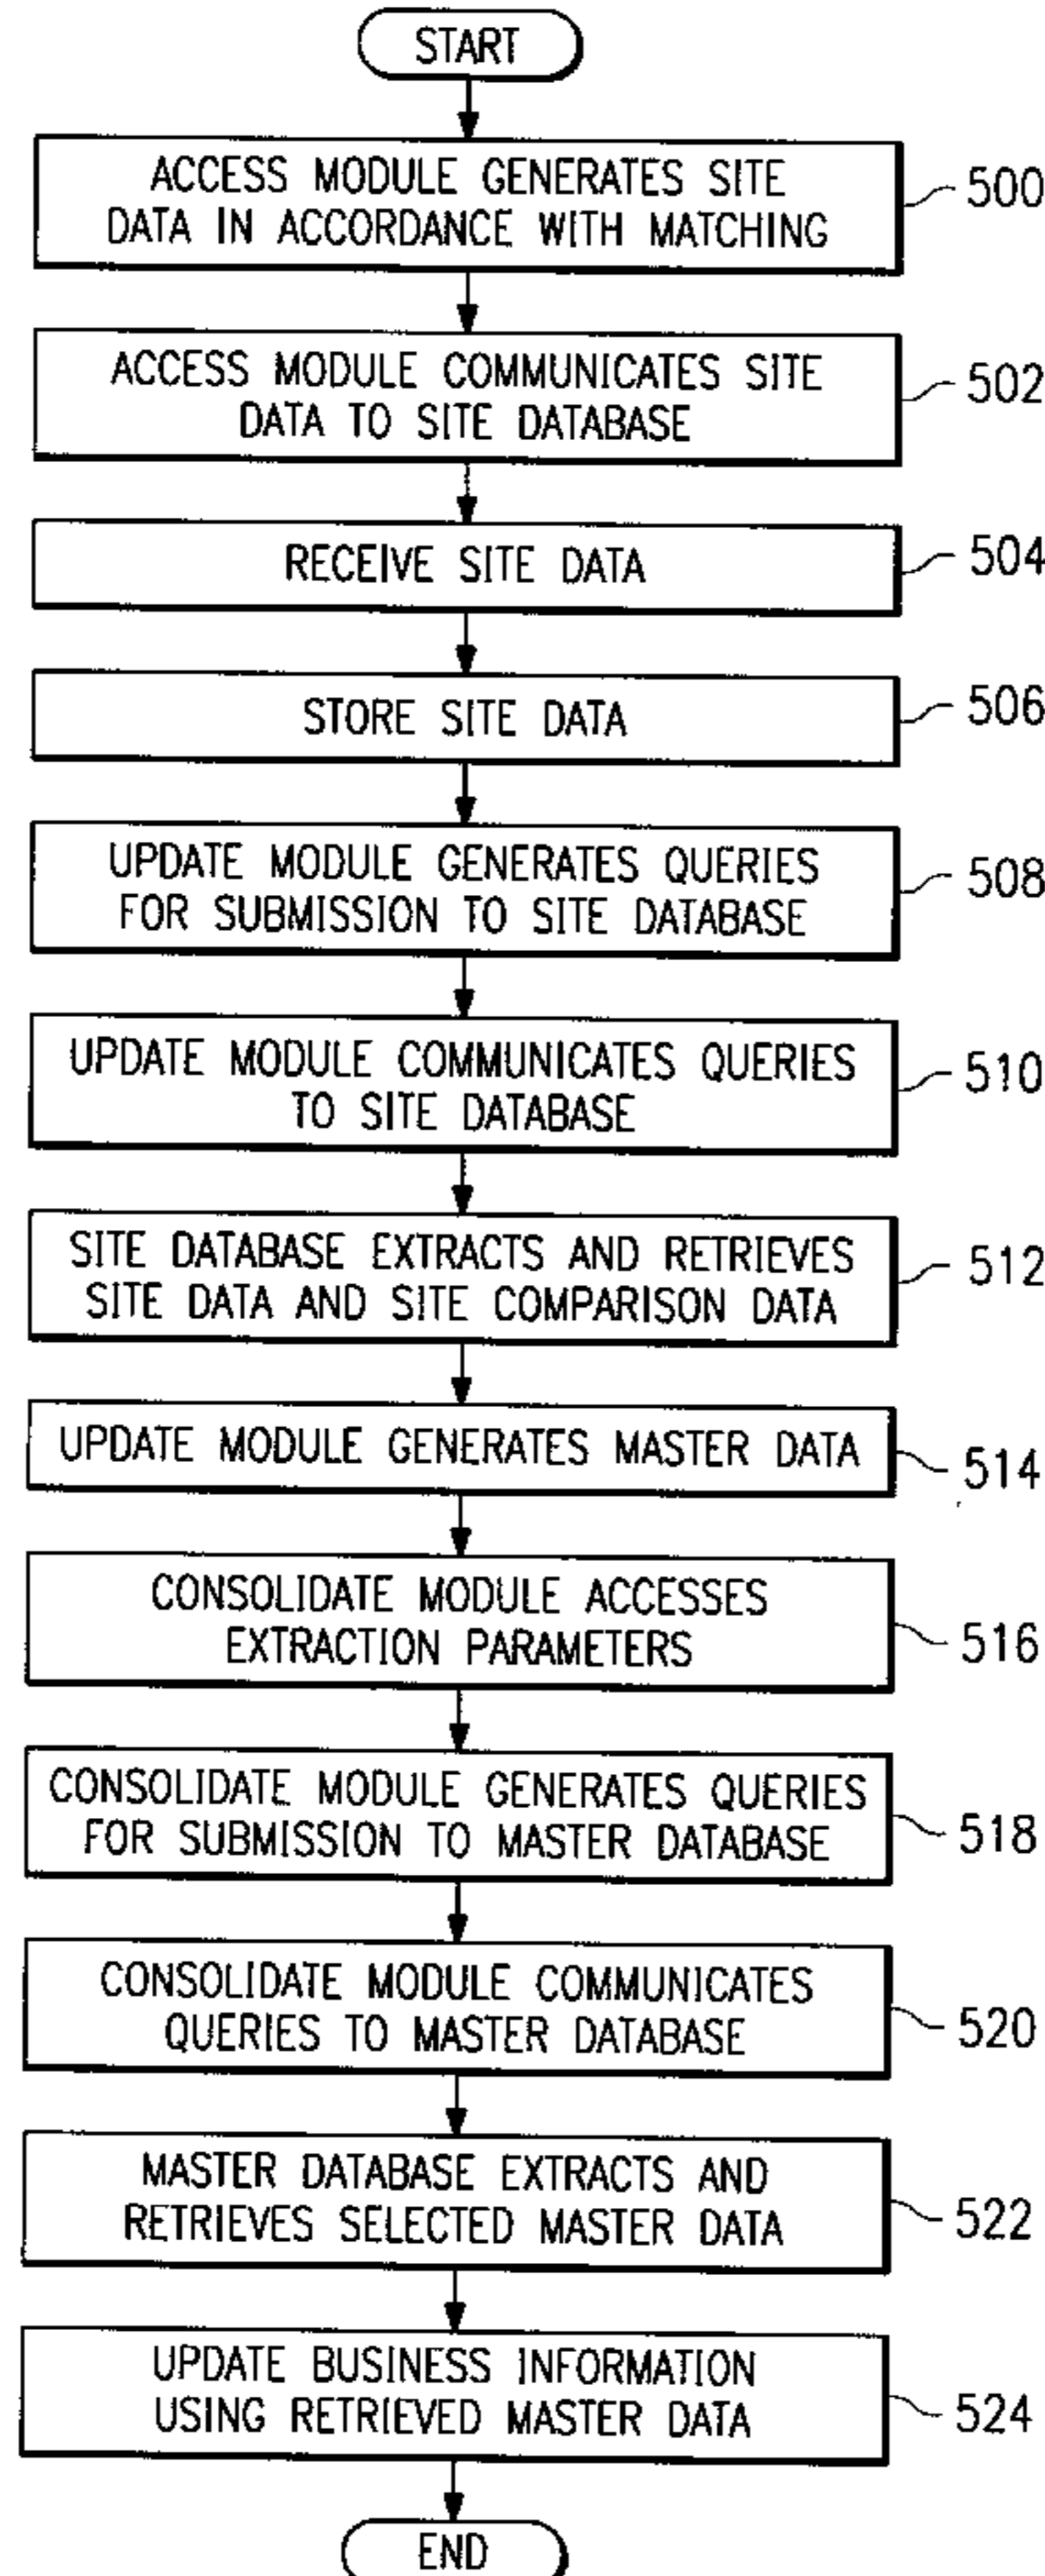 START
ACCESS MODULE GENERATES SITE
DATA IN ACCORDANCE WITH MATCHING
500
ACCESS MODULE COMMUNICATES SITE
DATA TO SITE DATABASE
502
RECEIVE SITE DATA
504
STORE SITE DATA
506
UPDATE MODULE GENERATES QUERIES
FOR SUBMISSION TO SITE DATABASE
508
UPDATE MODULE COMMUNICATES QUERIES
TO SITE DATABASE
510
SITE DATABASE EXTRACTS AND RETRIEVES
SITE DATA AND SITE COMPARISON DATA
512
UPDATE MODULE GENERATES MASTER DATA
514
CONSOLIDATE MODULE ACCESSES
EXTRACTION PARAMETERS
516
CONSOLIDATE MODULE GENERATES QUERIES
FOR SUBMISSION TO MASTER DATABASE
518
CONSOLIDATE MODULE COMMUNICATES
QUERIES TO MASTER DATABASE
520
MASTER DATABASE EXTRACTS AND
RETRIEVES SELECTED MASTER DATA
522
UPDATE BUSINESS INFORMATION
USING RETRIEVED MASTER DATA
524
END